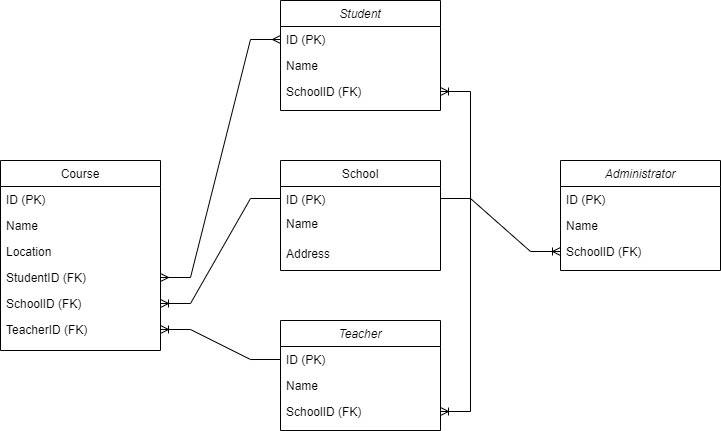 Student
ID (PK)
Name
SchoolID (FK)
Course
ID (PK)
Name
Location
StudentID (FK)
SchoolID (FK)
TeacherID (FK)
School
ID (PK)
Name
Address
Administrator
ID (PK)
Name
SchoolID (FK)
Teacher
ID (PK)
Name
SchoolID (FK)